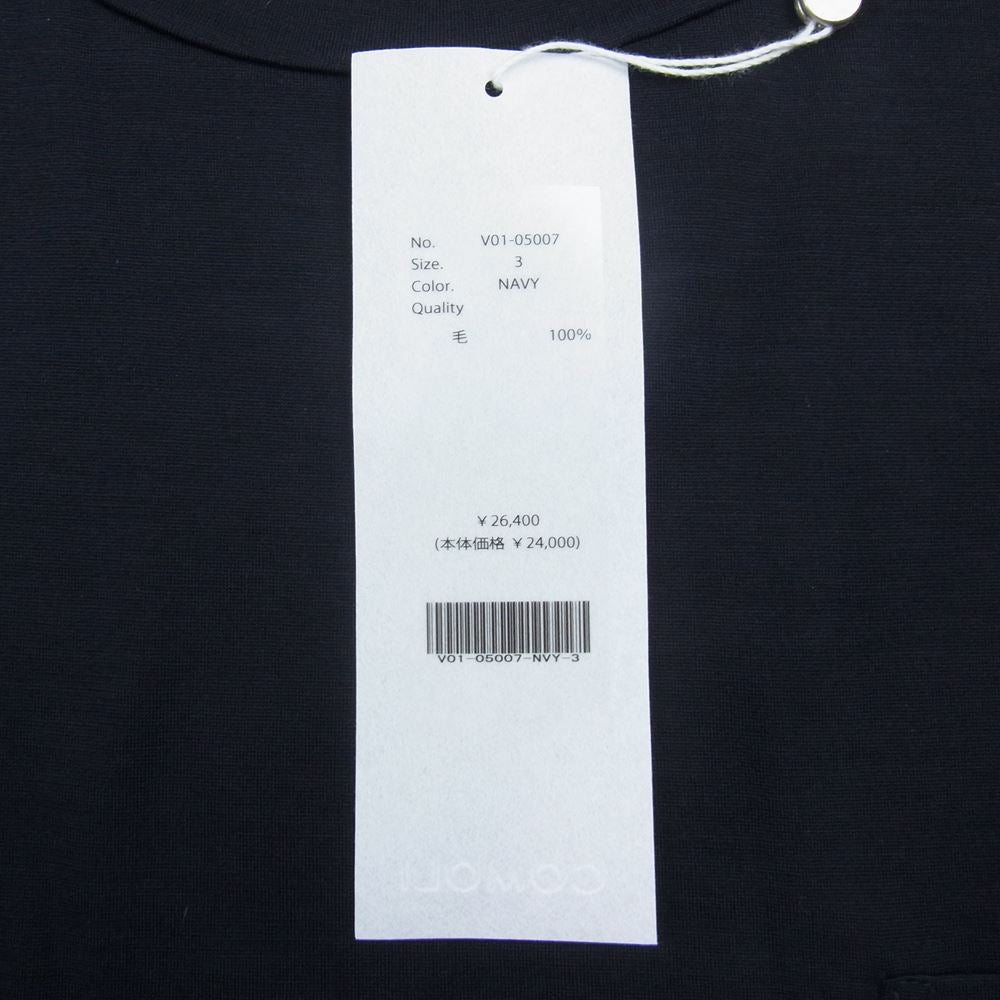 No. V01-05007
Size. 3
Color. NAVY
Quality
毛 100%
¥26,400
(本体価格 ¥24,000)
V01-05007-NVY-3
COMOLI